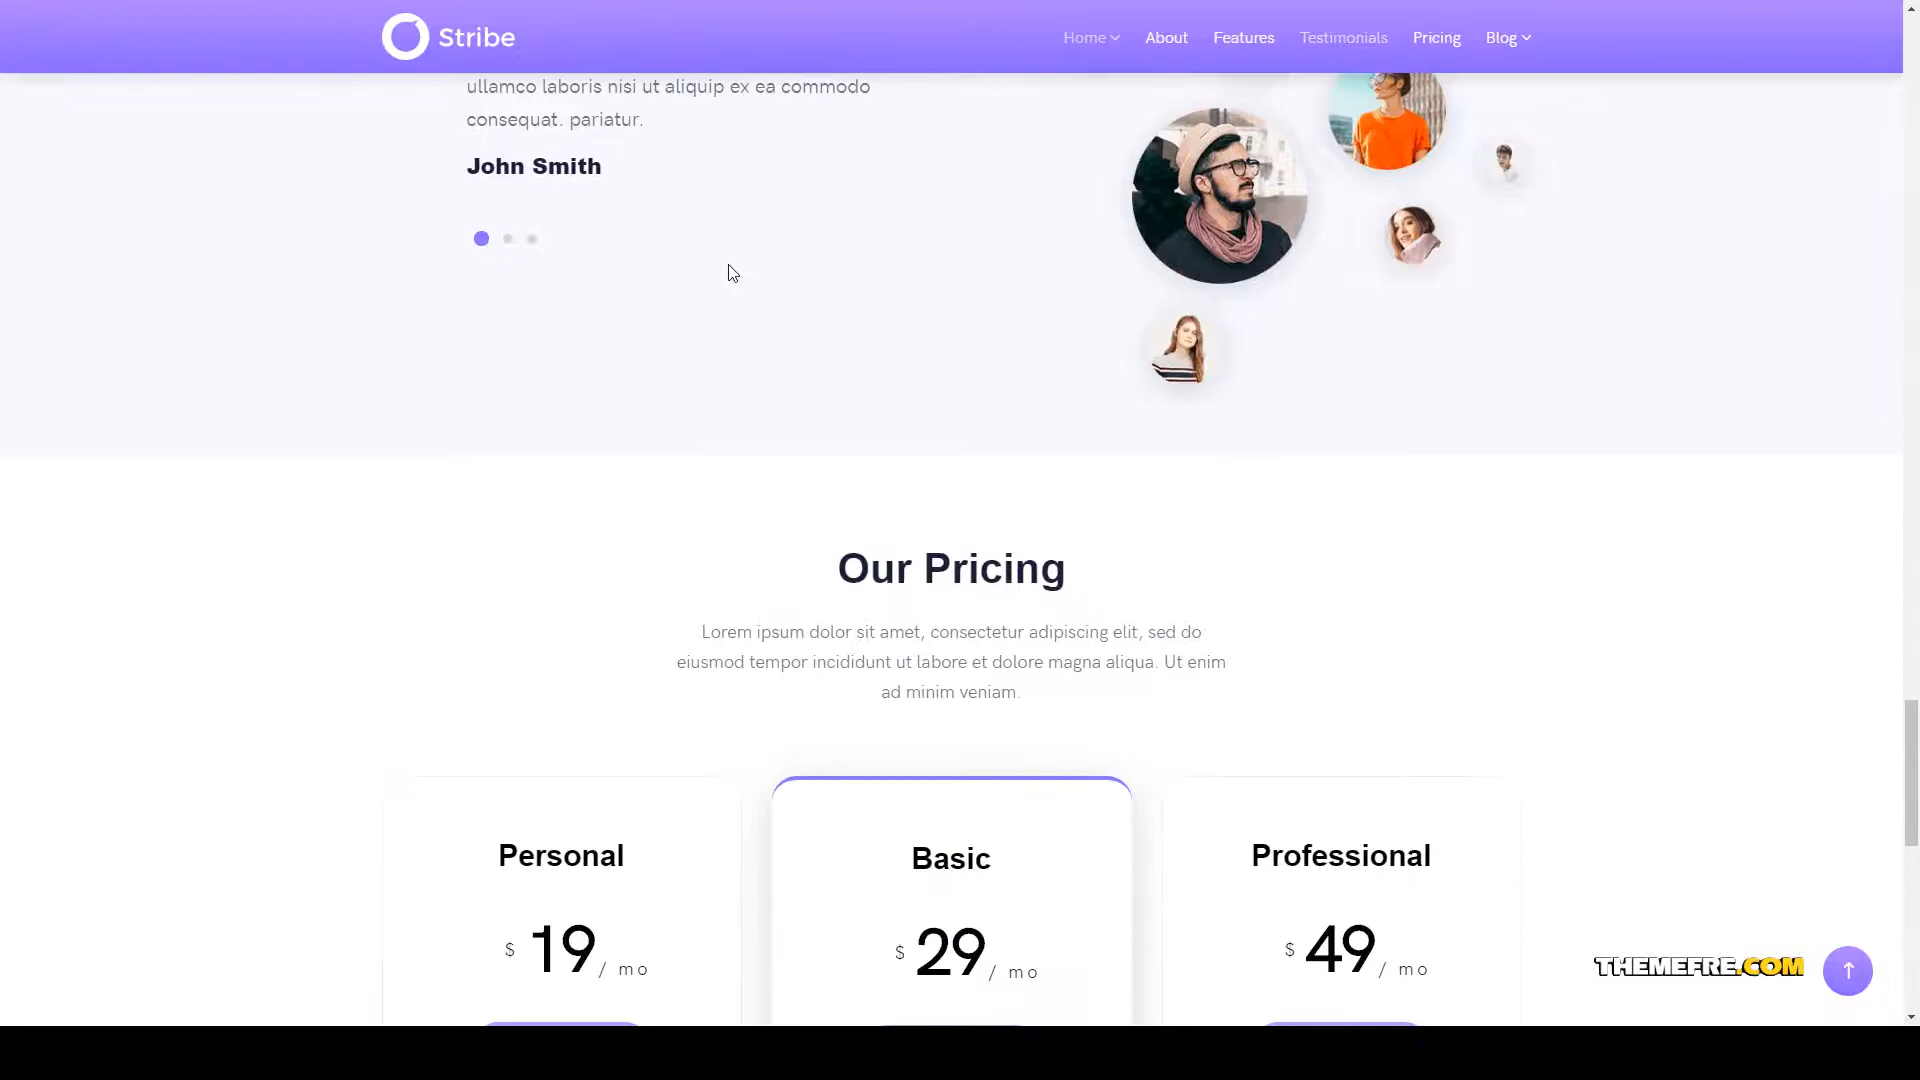 Stribe
Home About Features Testimonials Pricing Blog
ullamco laboris nisi ut aliquip ex ea commodo
consequat. pariatur.
John Smith
Our Pricing
Lorem ipsum dolor sit amet, consectetur adipiscing elit, sed do
eiusmod tempor incididunt ut labore et dolore magna aliqua. Ut enim
ad minim veniam.
Personal
$ 19 / mo
Basic
$ 29 / mo
Professional
$ 49 / mo
THEMEFRE.COM